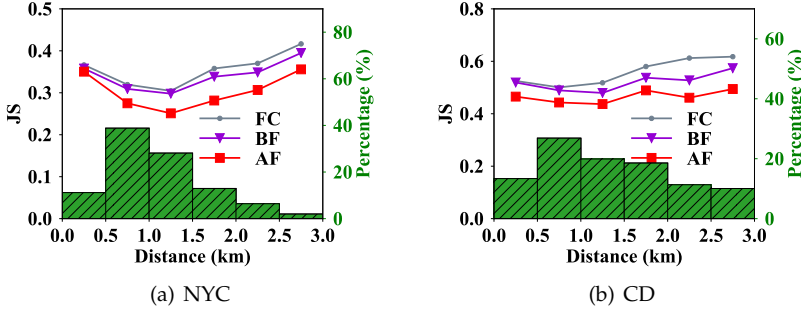 0.5
0.4
0.3
0.2
0.1
0.0
JS
FC
BF
AF
80
60
40
20
0
Percentage (%)
0.0 0.5 1.0 1.5 2.0 2.5 3.0
Distance (km)
(a) NYC
0.8
0.6
0.4
0.2
0.0
JS
FC
BF
AF
60
40
20
0
Percentage (%)
0.0 0.5 1.0 1.5 2.0 2.5 3.0
Distance (km)
(b) CD